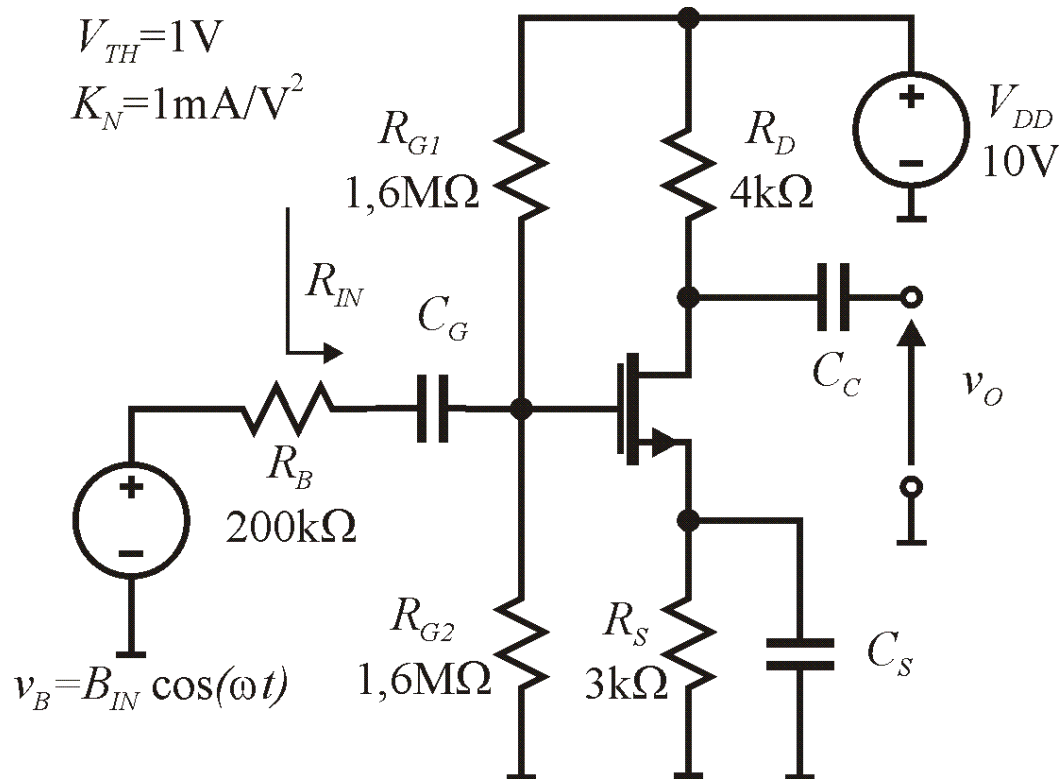 V_TH=1V
K_N=1mA/V²
R_G1
1,6MΩ
R_D
4kΩ
+
−
V_DD
10V
R_IN
C_G
C_C
v_O
R_B
200kΩ
+
−
R_G2
1,6MΩ
R_S
3kΩ
C_S
v_B=B_IN cos(ωt)